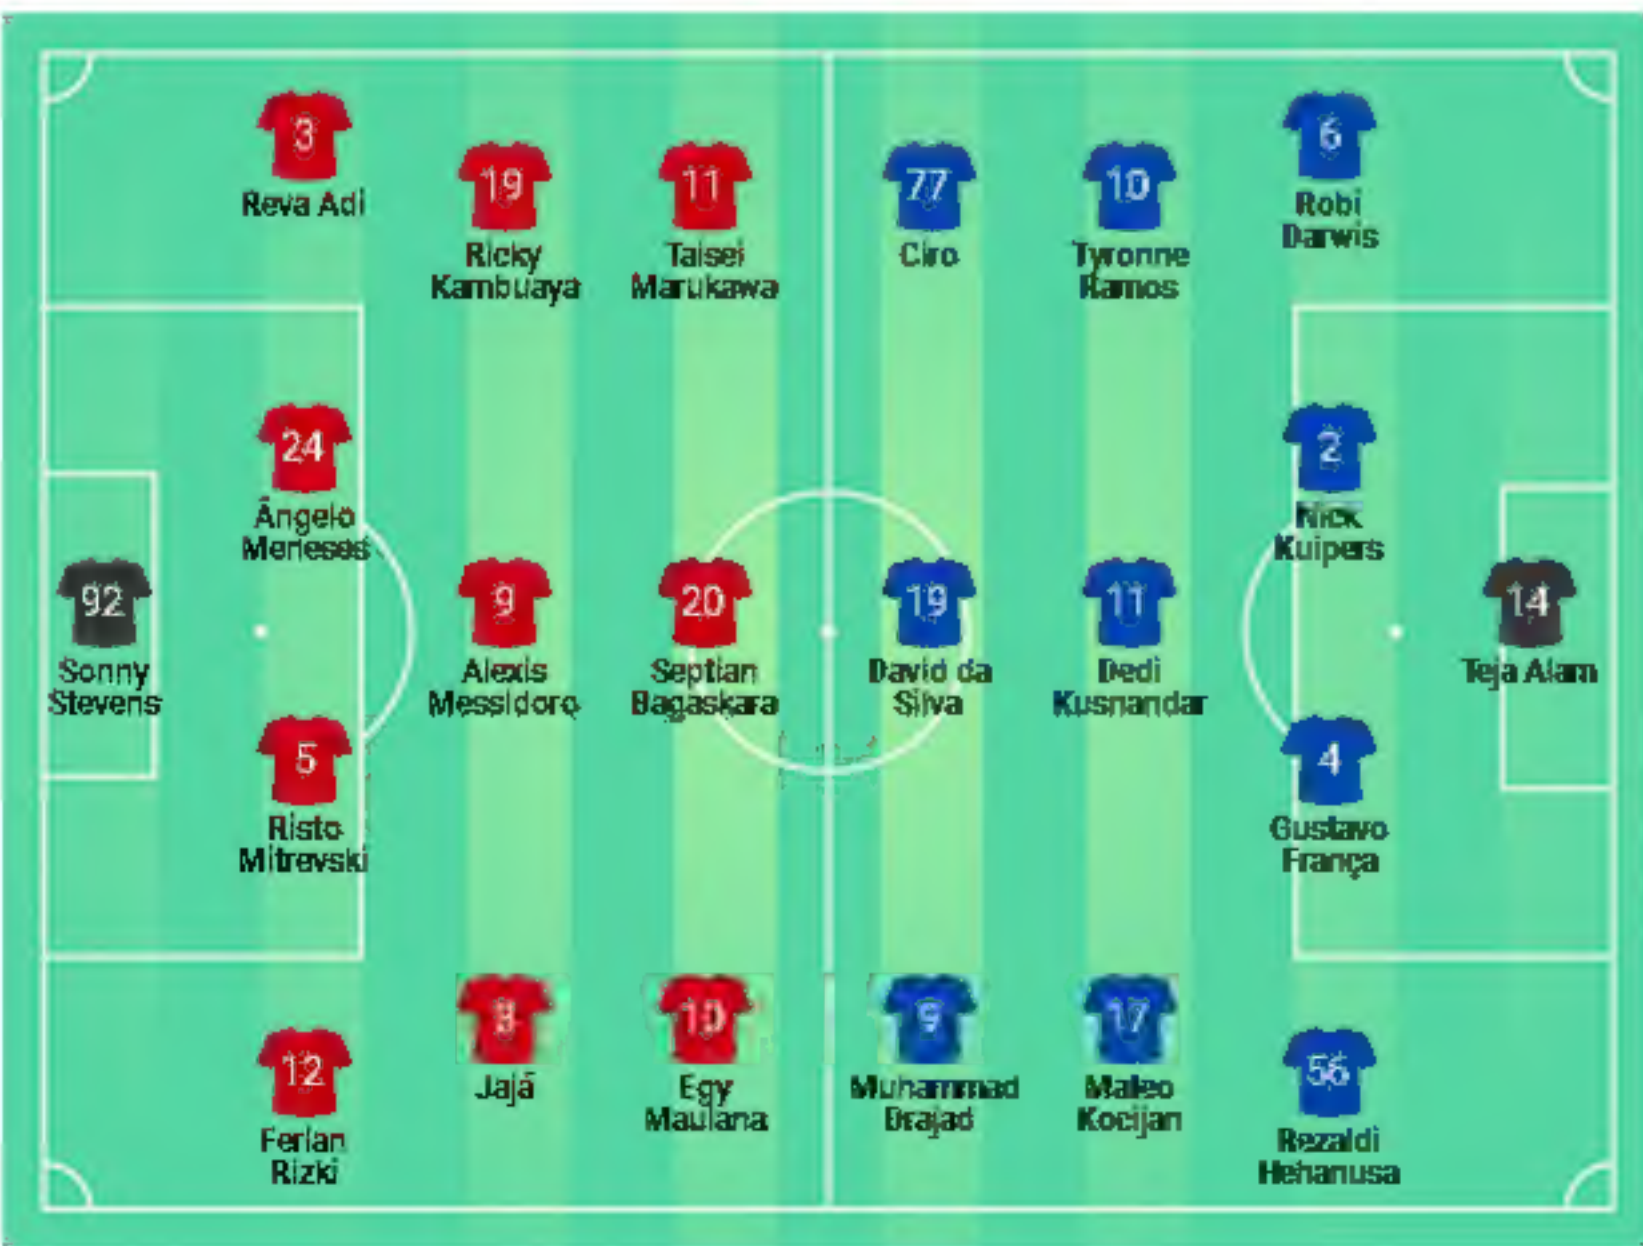 3
Reva Adi
19
Ricky
Kambuaya
11
Taisei
Marukawa
77
Ciro
10
Tyronne
Ramos
6
Robi
Darwis
24
Ângelo
Meneses
2
Nick
Kuipers
92
Sonny
Stevens
9
Alexis
Messidoro
20
Septian
Bagaskara
19
David da
Silva
11
Dedi
Kusnandar
14
Teja Alam
5
Risto
Mitrevski
4
Gustavo
França
8
Jajá
10
Egy
Maulana
9
Muhammad
Drajad
17
Mateo
Kocijan
12
Ferian
Rizki
56
Rezaldi
Hehanusa